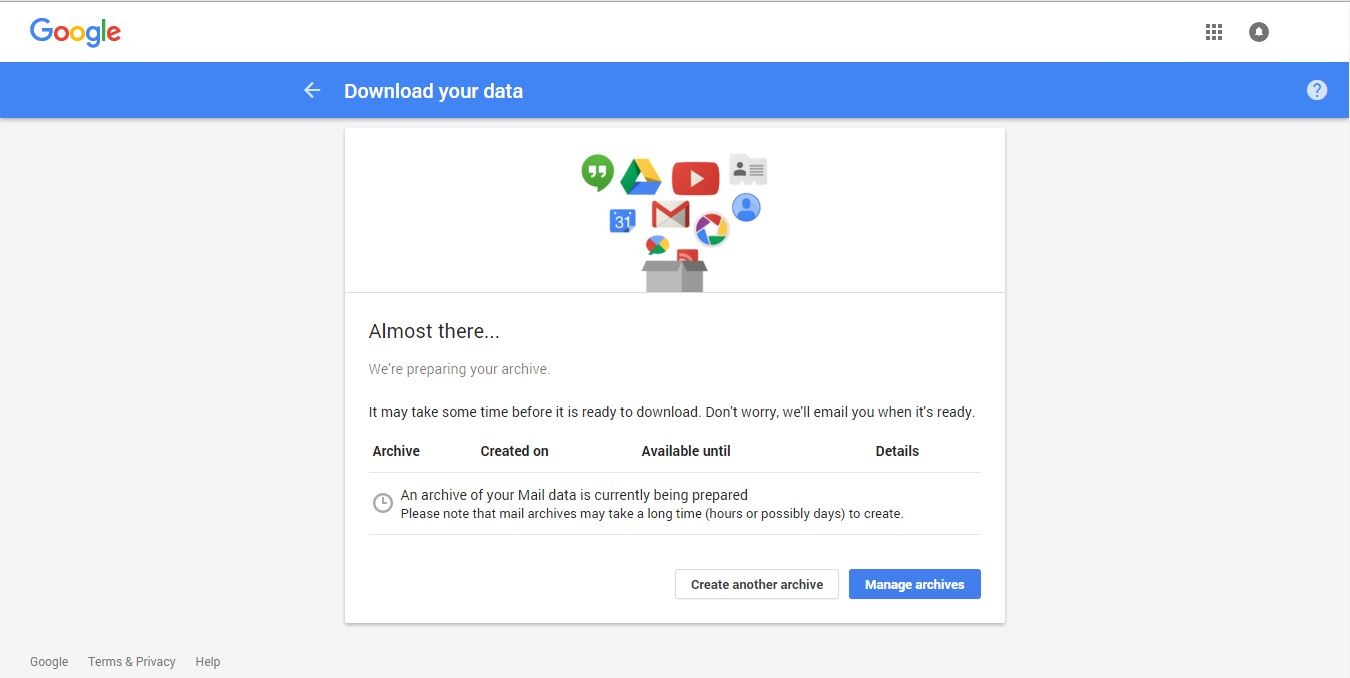 Google
Download your data
?
31
Almost there...
We're preparing your archive.
It may take some time before it is ready to download. Don't worry, we'll email you when it's ready.
Archive Created on Available until Details
An archive of your Mail data is currently being prepared
Please note that mail archives may take a long time (hours or possibly days) to create.
Create another archive Manage archives
Google Terms & Privacy Help